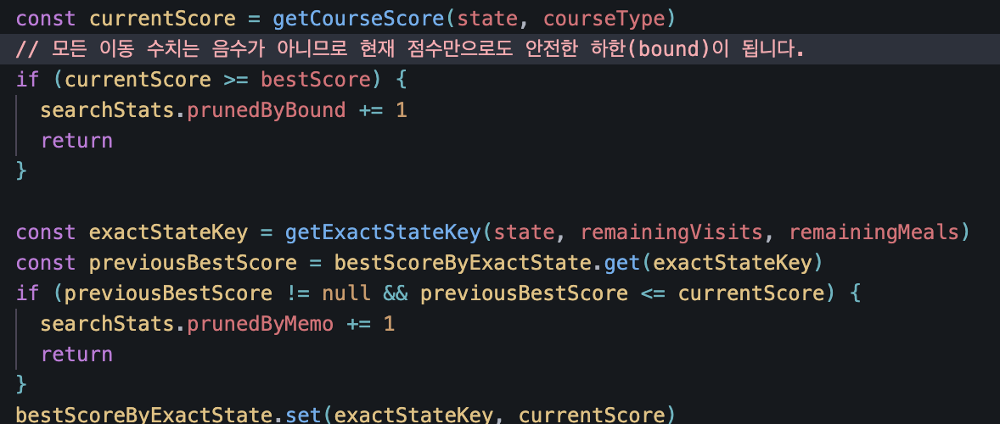 const currentScore = getCourseScore(state, courseType)
// 모든 이동 수치는 음수가 아니므로 현재 점수만으로도 안전한 하한(bound)이 됩니다.
if (currentScore >= bestScore) {
searchStats.prunedByBound += 1
return
}
const exactStateKey = getExactStateKey(state, remainingVisits, remainingMeals)
const previousBestScore = bestScoreByExactState.get(exactStateKey)
if (previousBestScore != null && previousBestScore <= currentScore) {
searchStats.prunedByMemo += 1
return
}
bestScoreByExactState.set(exactStateKey, currentScore)